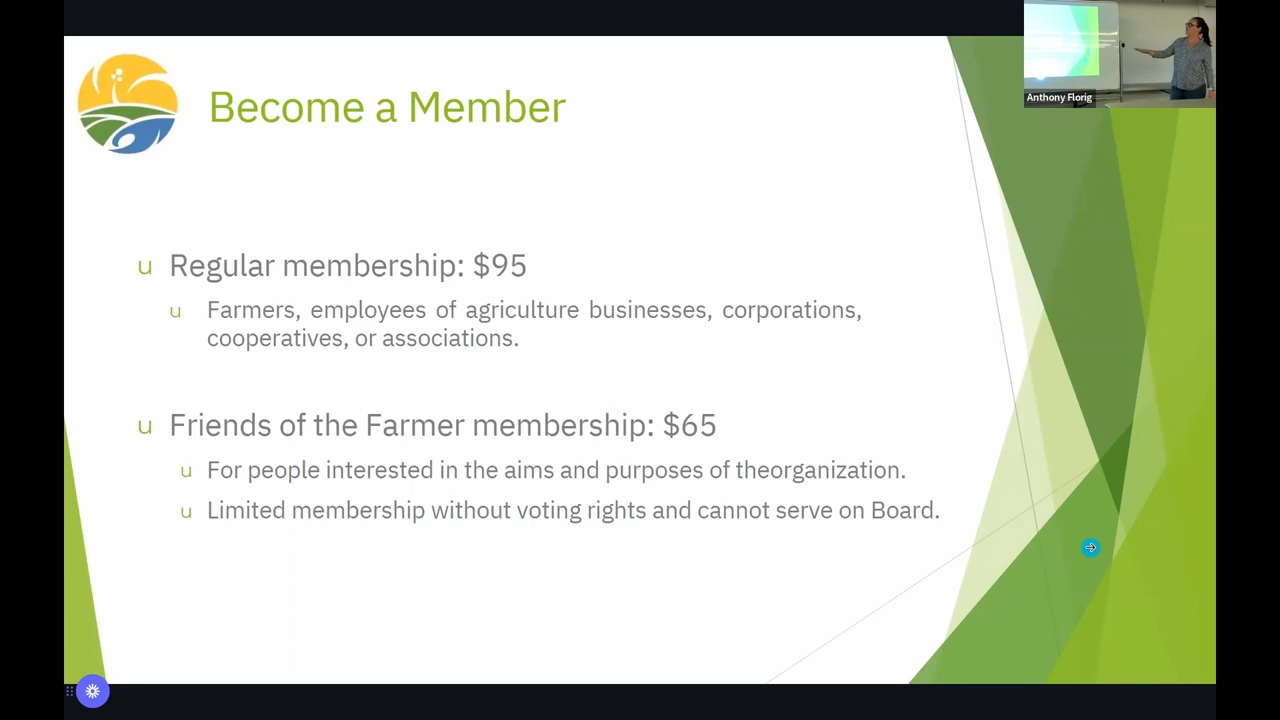 Become a Member
Anthony Florig
u Regular membership: $95
u Farmers, employees of agriculture businesses, corporations,
cooperatives, or associations.
u Friends of the Farmer membership: $65
u For people interested in the aims and purposes of theorganization.
u Limited membership without voting rights and cannot serve on Board.